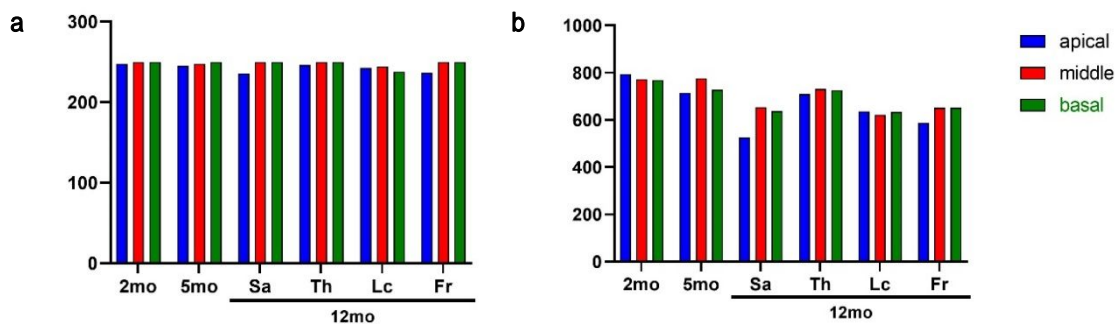 a
300
200
100
0
2mo 5mo Sa Th Lc Fr
12mo
b
1000
800
600
400
200
0
2mo 5mo Sa Th Lc Fr
12mo
apical
middle
basal